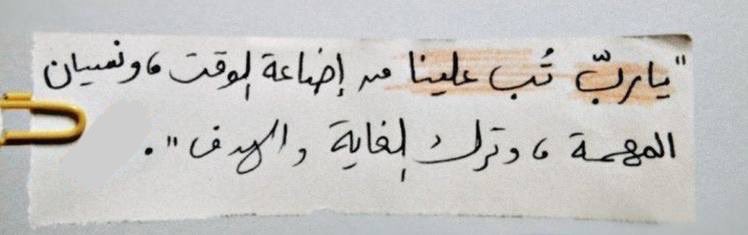 "ياربّ تُب علينا من إضاعة الوقت، ونسيان
المهمة، وترك الغاية والهدف".